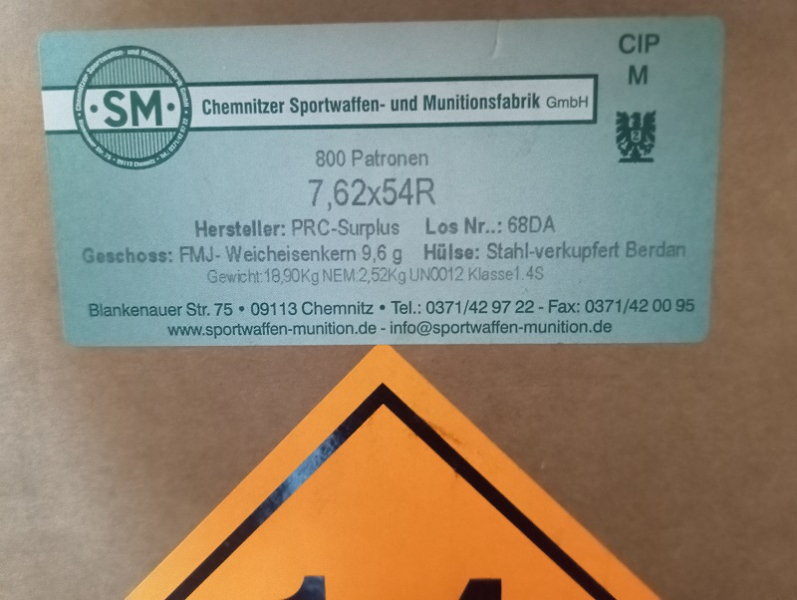 CIP
M
SM
Chemnitzer Sportwaffen- und Munitionsfabrik GmbH
800 Patronen
7,62x54R
Hersteller: PRC-Surplus Los Nr..: 68DA
Geschoss: FMJ- Weicheisenkern 9,6 g Hülse: Stahl-verkupfert Berdan
Gewicht:18,90Kg NEM:2,52Kg UN0012 Klasse1.4S
Blankenauer Str. 75 • 09113 Chemnitz • Tel.: 0371/42 97 22 - Fax: 0371/42 00 95
www.sportwaffen-munition.de - info@sportwaffen-munition.de